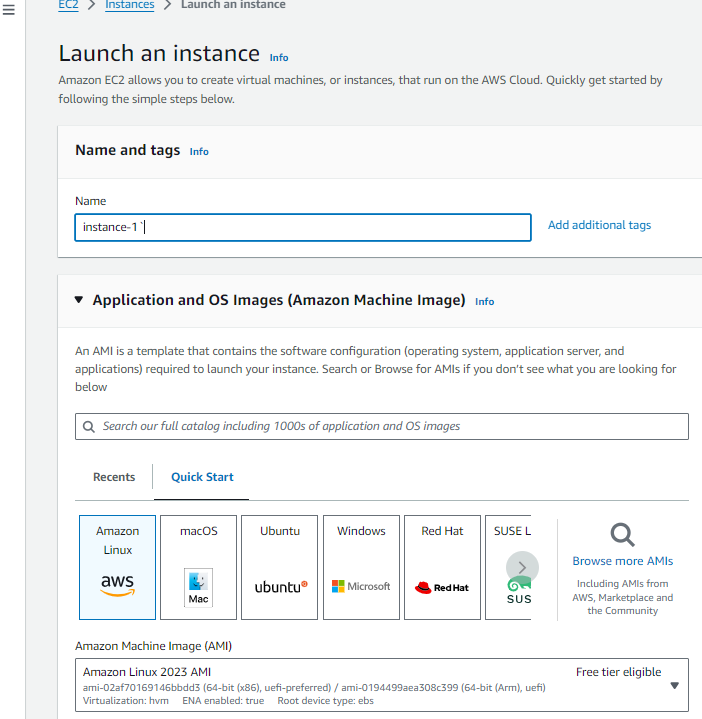 EC2 > Instances > Launch an instance
Launch an instance Info
Amazon EC2 allows you to create virtual machines, or instances, that run on the AWS Cloud. Quickly get started by
following the simple steps below.
Name and tags Info
Name
instance-1`
Add additional tags
Application and OS Images (Amazon Machine Image) Info
An AMI is a template that contains the software configuration (operating system, application server, and
applications) required to launch your instance. Search or Browse for AMIs if you don't see what you are looking for
below
Search our full catalog including 1000s of application and OS images
Recents
Quick Start
Amazon
Linux
aws
macOS
Mac
Ubuntu
ubuntu
Windows
Microsoft
Red Hat
Red Hat
SUSE L
SUS
Browse more AMIs
Including AMIs from
AWS, Marketplace and
the Community
Amazon Machine Image (AMI)
Amazon Linux 2023 AMI
Free tier eligible
ami-02af70169146bbdd3 (64-bit (x86), uefi-preferred) / ami-0194499aea308c399 (64-bit (Arm), uefi)
Virtualization: hvm ENA enabled: true Root device type: ebs